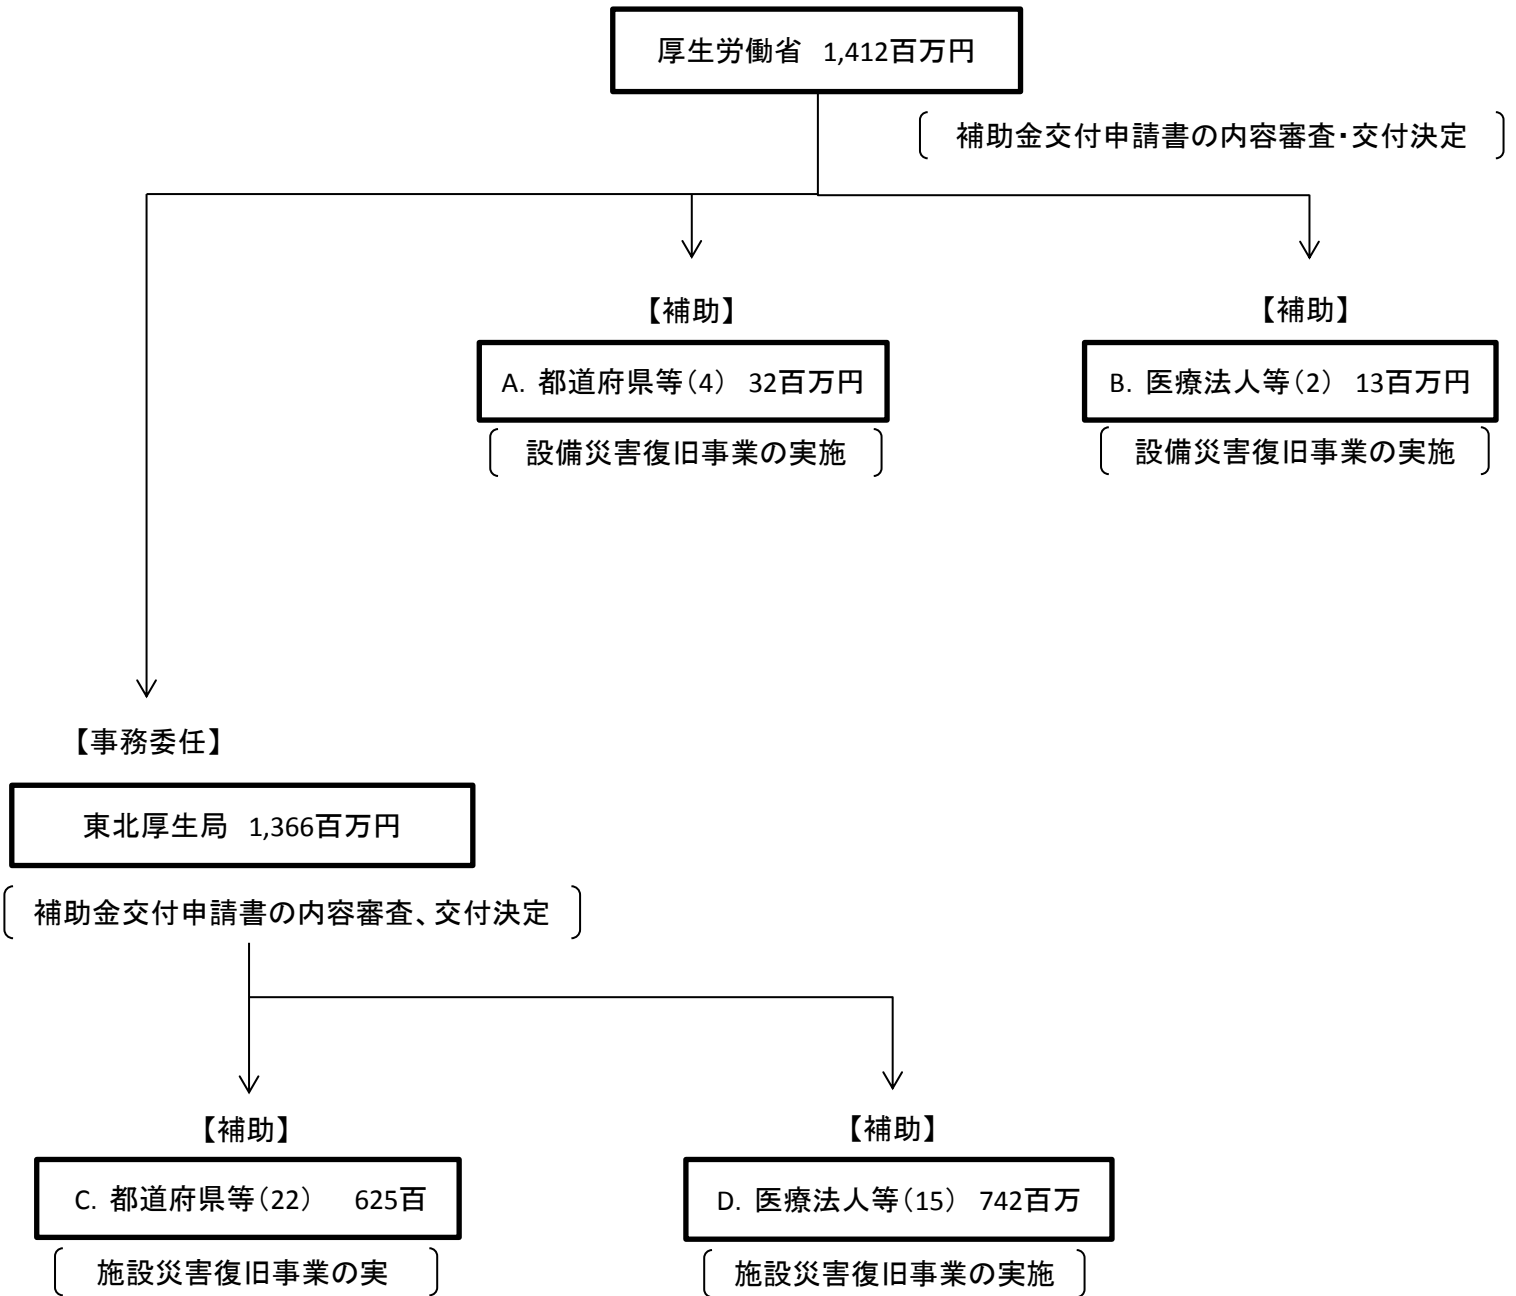 厚生労働省 1,412百万円
補助金交付申請書の内容審査・交付決定
【補助】
【補助】
A. 都道府県等（4） 32百万円
B. 医療法人等（2） 13百万円
設備災害復旧事業の実施
設備災害復旧事業の実施
【事務委任】
東北厚生局 1,366百万円
補助金交付申請書の内容審査、交付決定
【補助】
【補助】
C. 都道府県等（22） 625百
D. 医療法人等（15） 742百万
施設災害復旧事業の実
施設災害復旧事業の実施